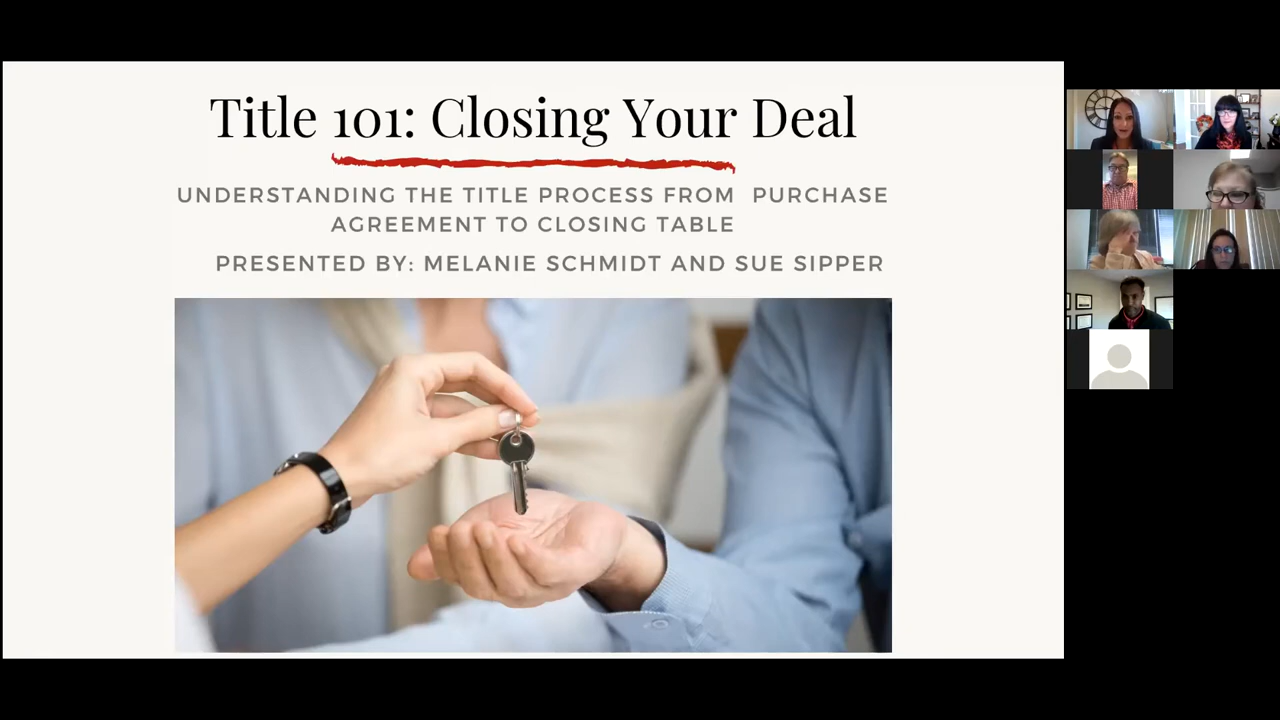 Title 101: Closing Your Deal
UNDERSTANDING THE TITLE PROCESS FROM PURCHASE
AGREEMENT TO CLOSING TABLE
PRESENTED BY: MELANIE SCHMIDT AND SUE SIPPER